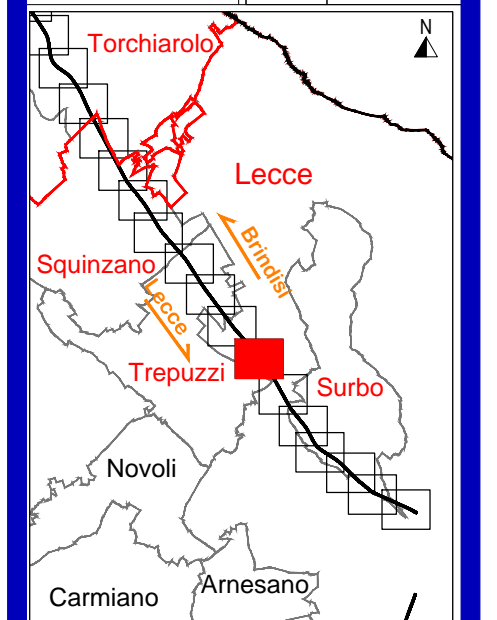 N
Torchiarolo
Lecce
Brindisi
Squinzano
Lecce
Trepuzzi
Surbo
Novoli
Arnesano
Carmiano